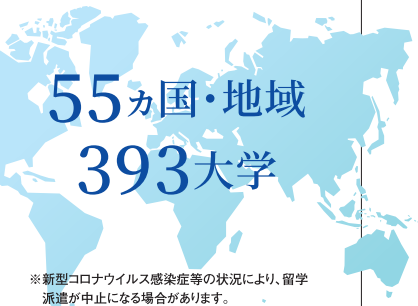 55ヵ国・地域
393大学
※新型コロナウイルス感染症等の状況により、留学
派遣が中止になる場合があります。